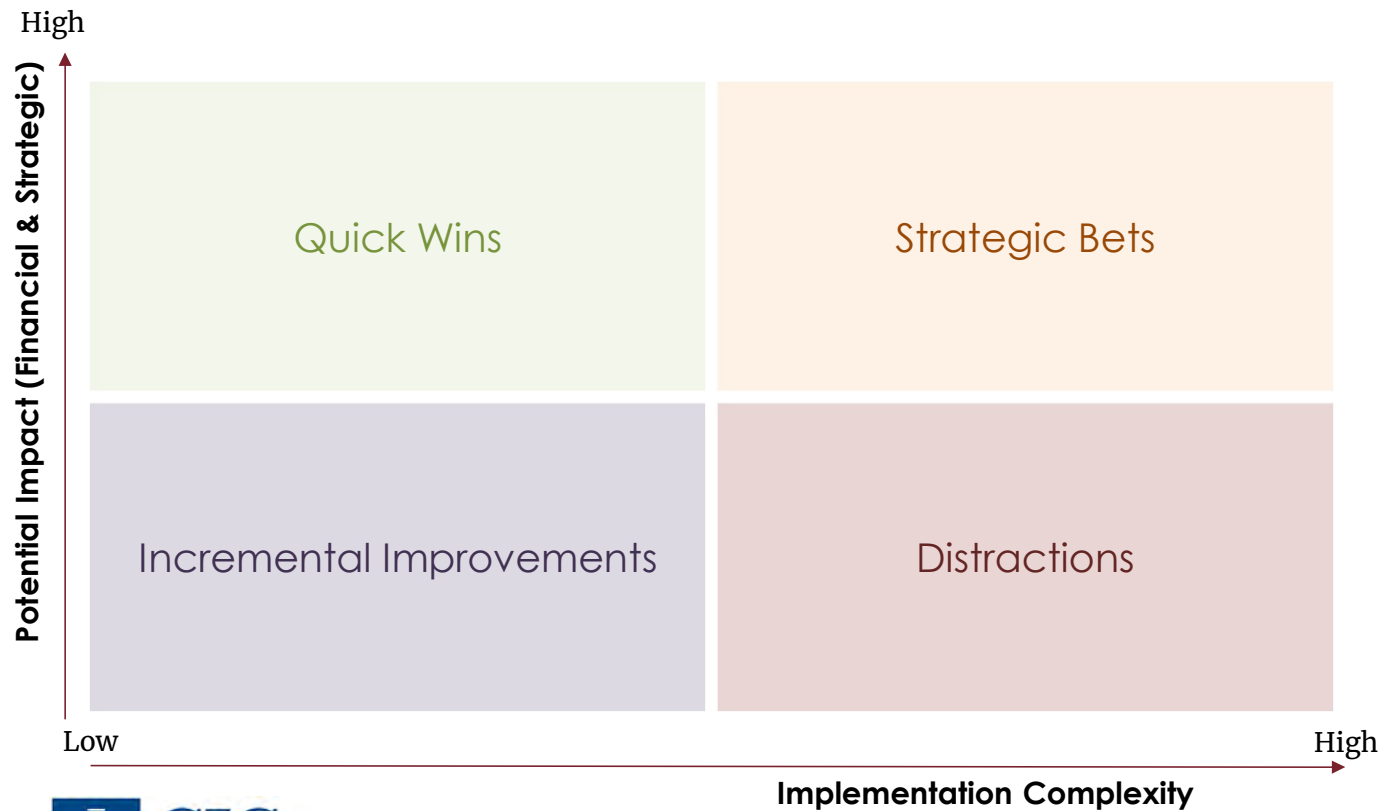 High
Potential Impact (Financial & Strategic)
Quick Wins
Strategic Bets
Incremental Improvements
Distractions
Low
High
Implementation Complexity